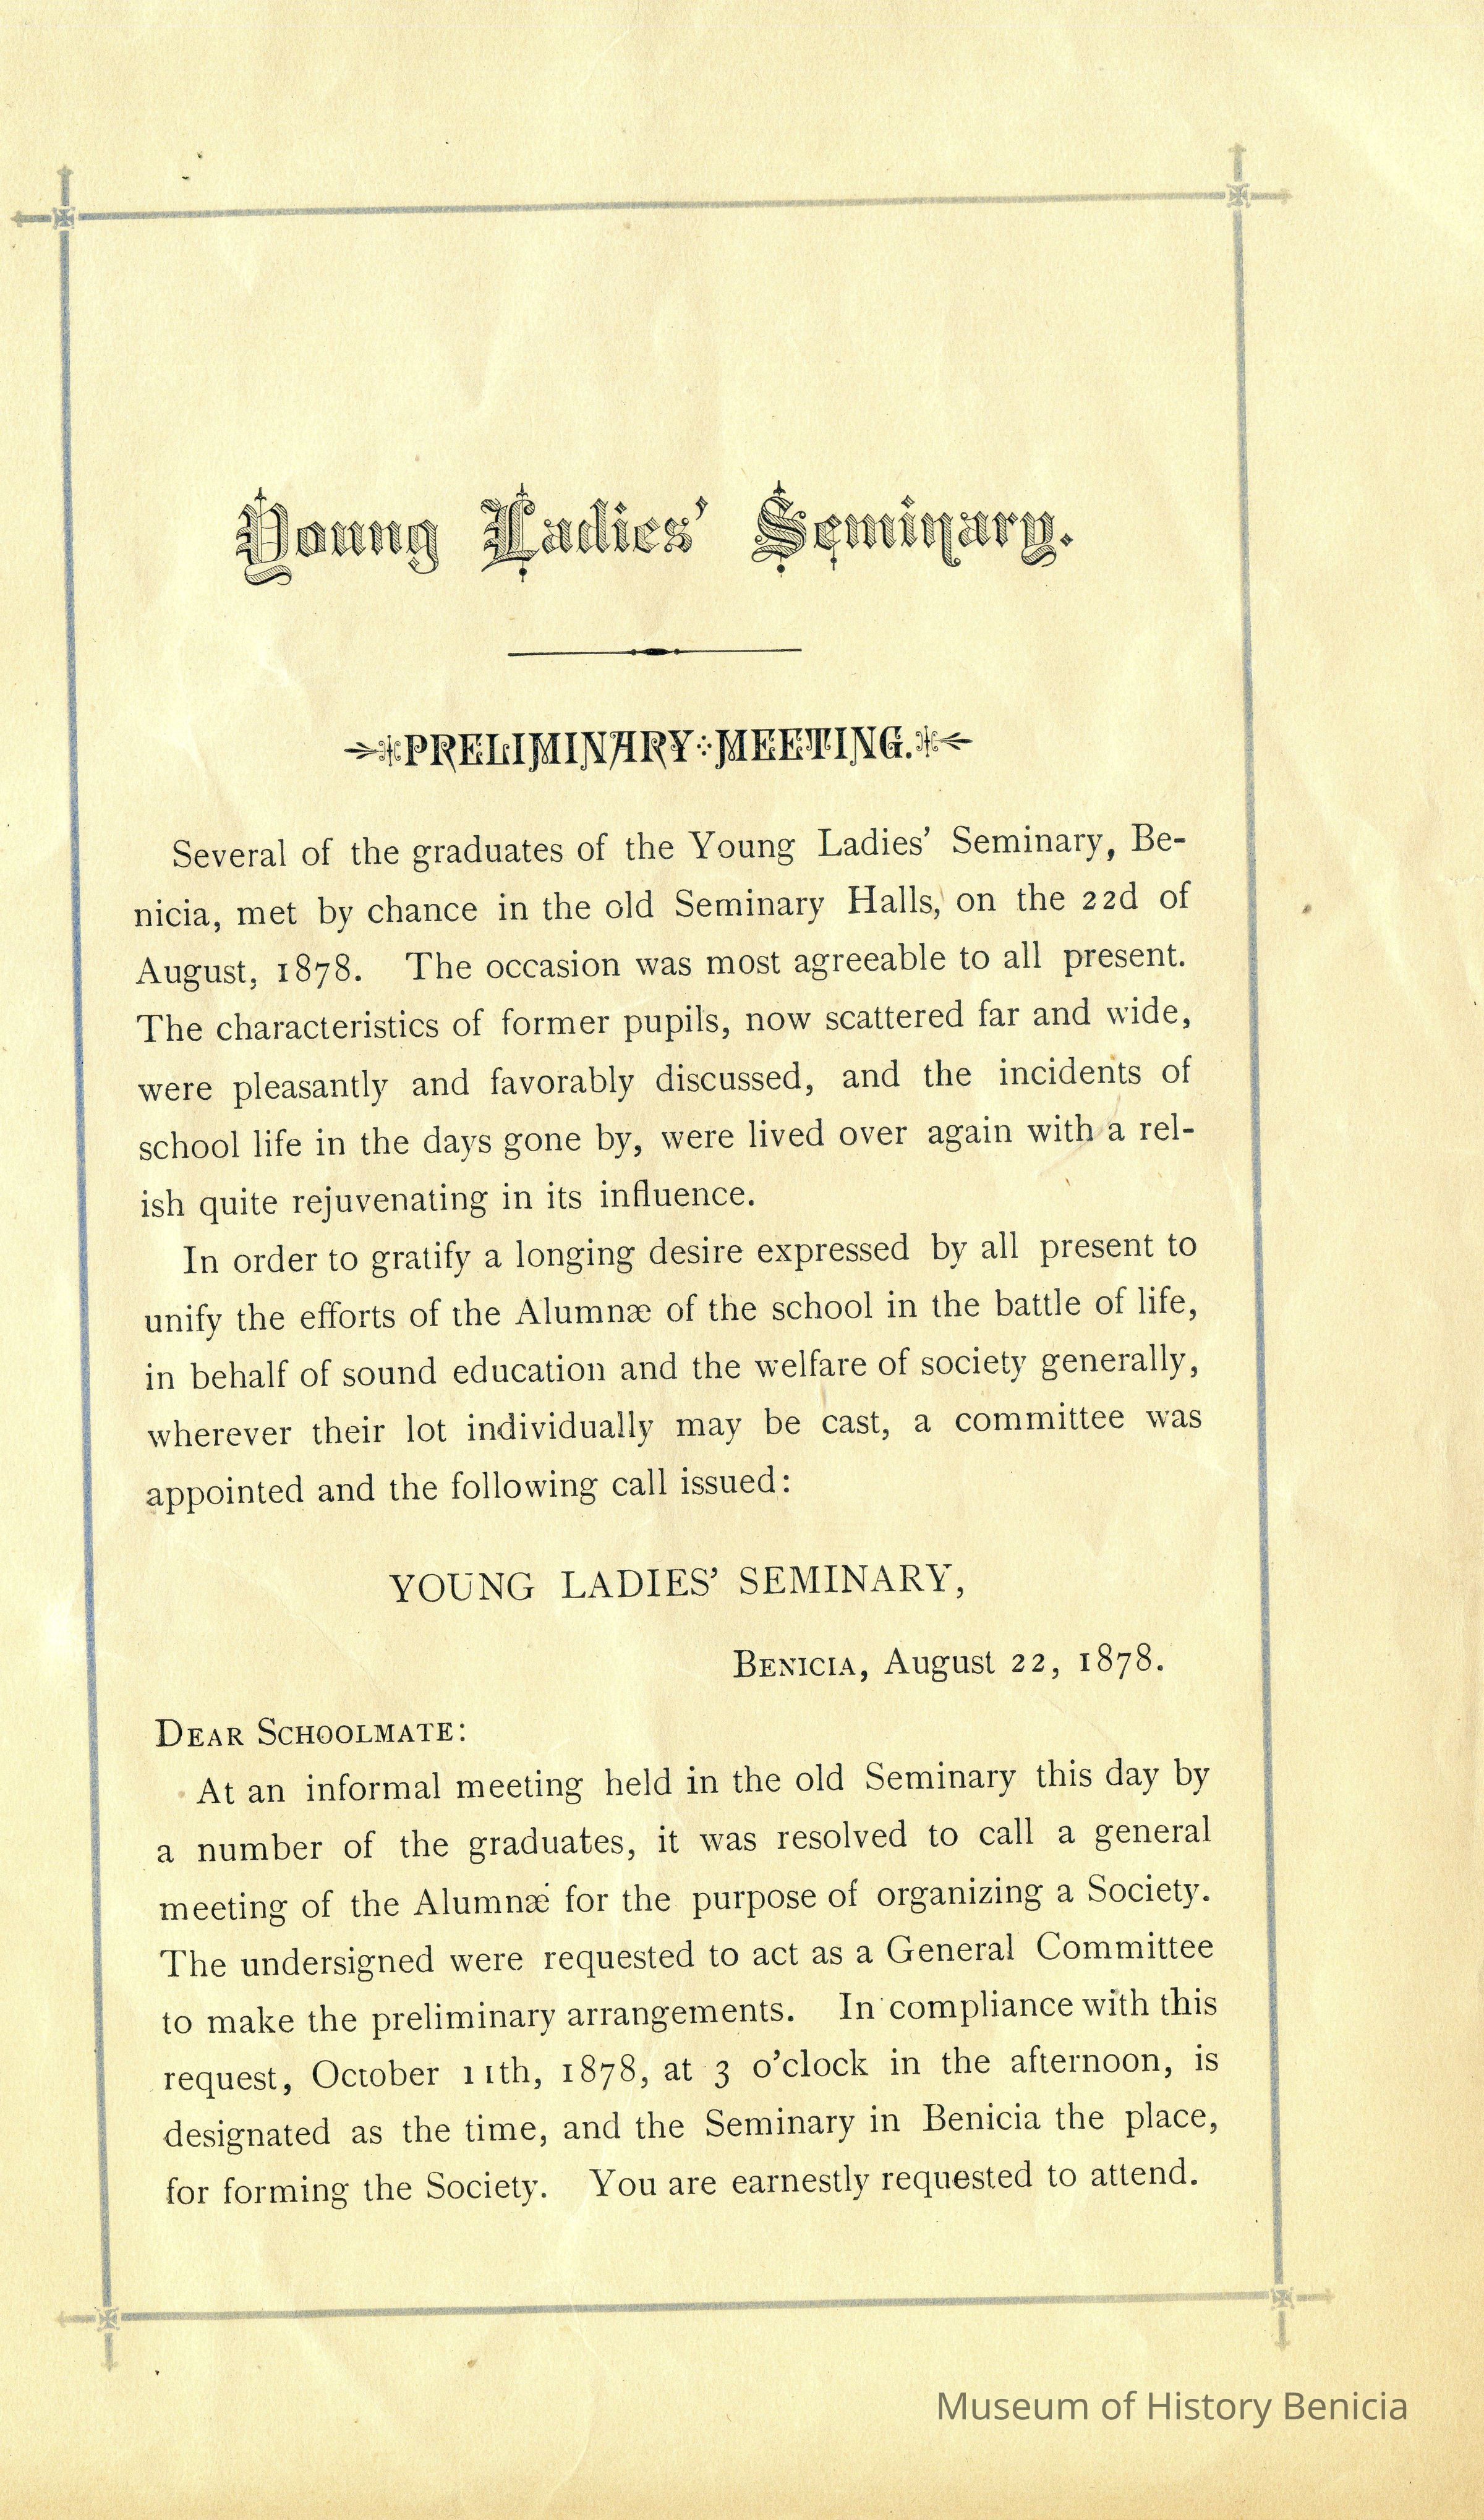 Young Ladies' Seminary.
PRELIMINARY MEETING.
Several of the graduates of the Young Ladies' Seminary, Be-
nicia, met by chance in the old Seminary Halls, on the 22d of
August, 1878. The occasion was most agreeable to all present.
The characteristics of former pupils, now scattered far and wide,
were pleasantly and favorably discussed, and the incidents of
school life in the days gone by, were lived over again with a rel-
ish quite rejuvenating in its influence.
In order to gratify a longing desire expressed by all present to
unify the efforts of the Alumnæ of the school in the battle of life,
in behalf of sound education and the welfare of society generally,
wherever their lot individually may be cast, a committee was
appointed and the following call issued:
YOUNG LADIES' SEMINARY,
BENICIA, August 22, 1878.
DEAR SCHOOLMATE:
At an informal meeting held in the old Seminary this day by
a number of the graduates, it was resolved to call a general
meeting of the Alumnæ for the purpose of organizing a Society.
The undersigned were requested to act as a General Committee
to make the preliminary arrangements. In compliance with this
request, October 11th, 1878, at 3 o'clock in the afternoon, is
designated as the time, and the Seminary in Benicia the place,
for forming the Society. You are earnestly requested to attend.
Museum of History Benicia